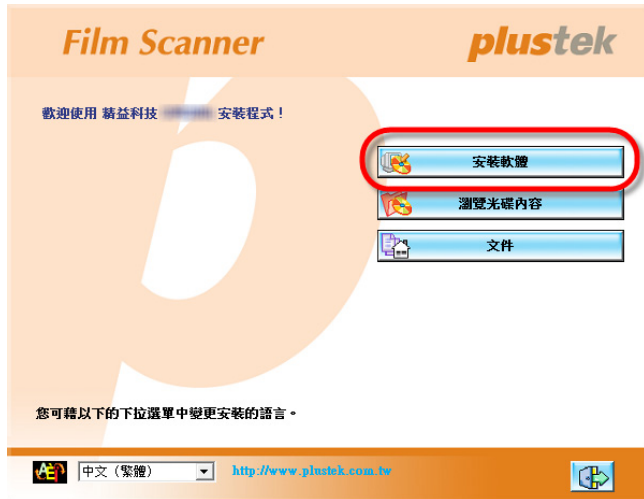 Film Scanner
plustek
歡迎使用 精益科技 安裝程式！
安裝軟體
瀏覽光碟內容
文件
您可藉以下的下拉選單中變更安裝的語言。
中文（繁體）
http://www.plustek.com.tw